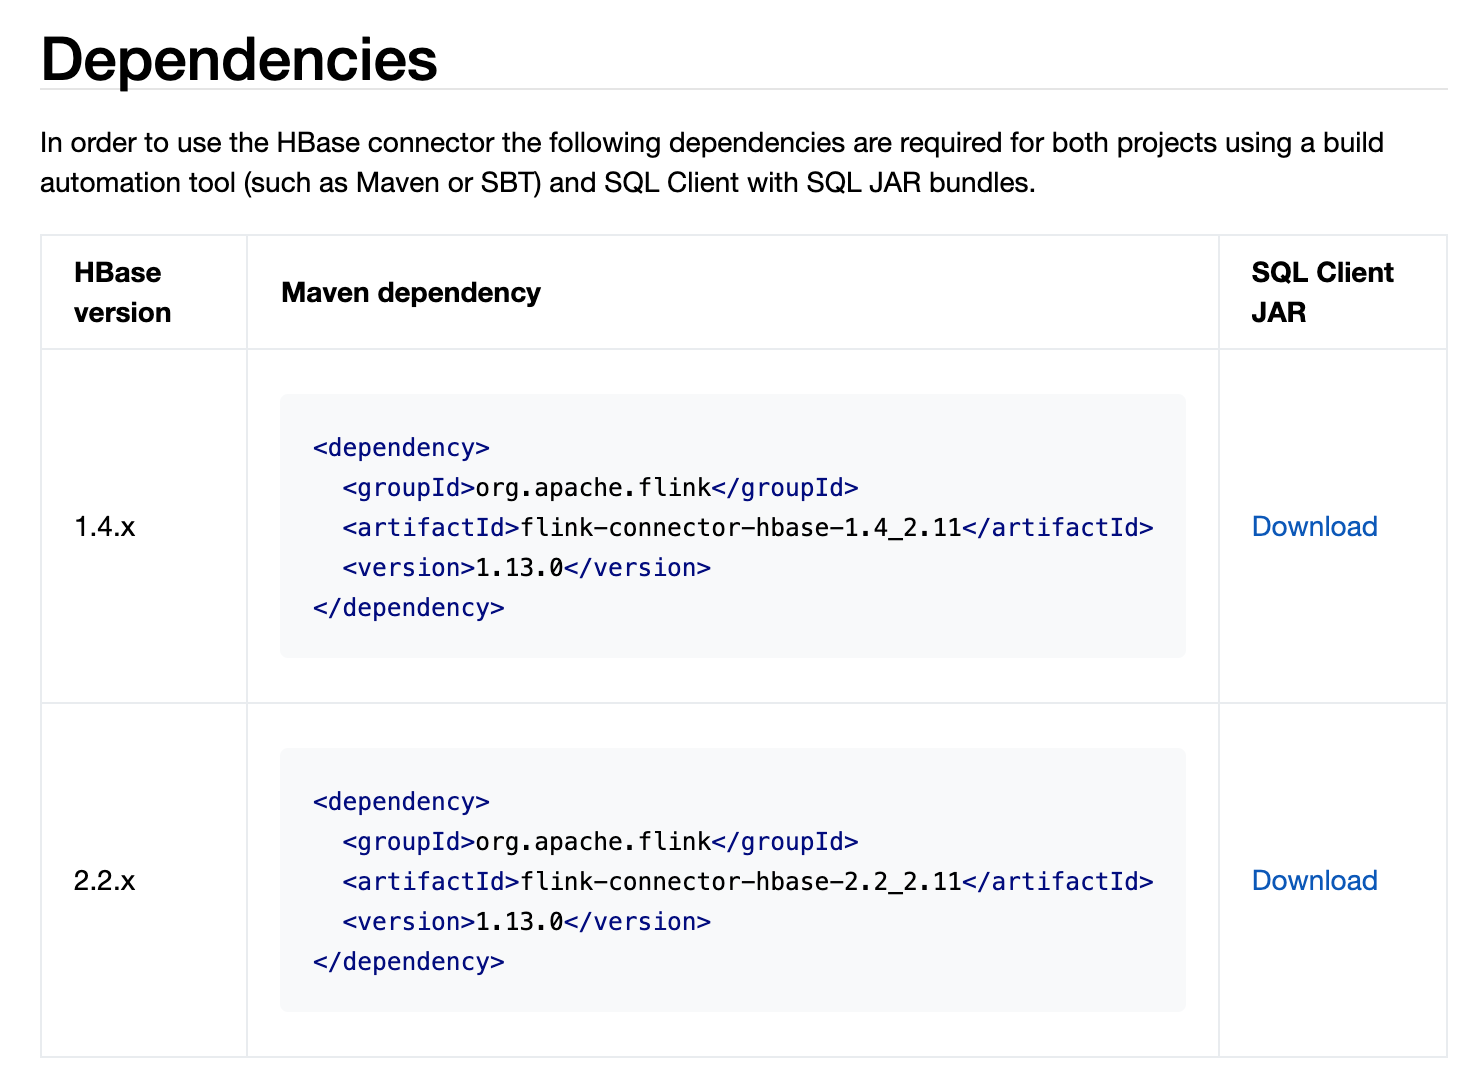 Dependencies
In order to use the HBase connector the following dependencies are required for both projects using a build
automation tool (such as Maven or SBT) and SQL Client with SQL JAR bundles.
HBase
version
Maven dependency
SQL Client
JAR
1.4.x
<dependency>
  <groupId>org.apache.flink</groupId>
  <artifactId>flink-connector-hbase-1.4_2.11</artifactId>
  <version>1.13.0</version>
</dependency>
Download
2.2.x
<dependency>
  <groupId>org.apache.flink</groupId>
  <artifactId>flink-connector-hbase-2.2_2.11</artifactId>
  <version>1.13.0</version>
</dependency>
Download